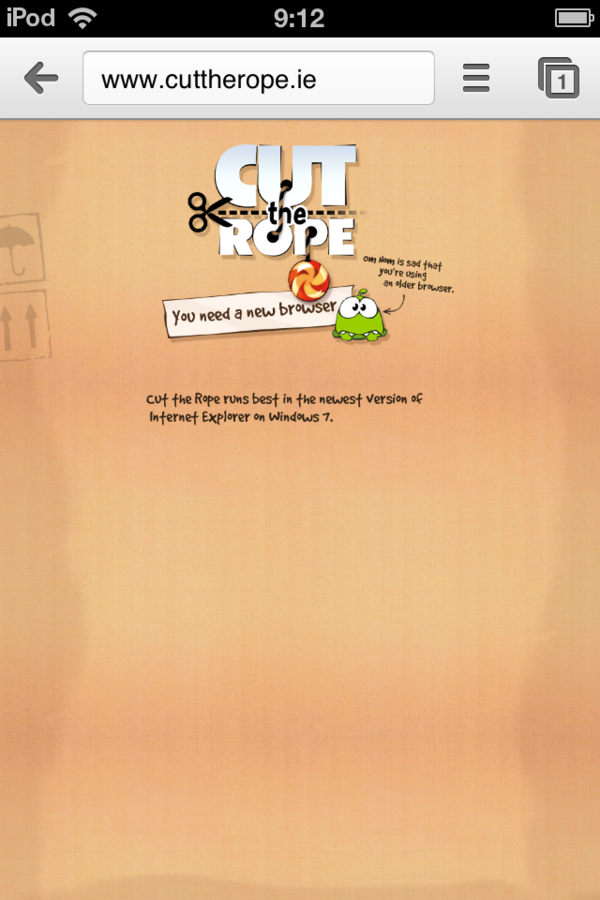 iPod 9:12
www.cuttherope.ie 1
CUT
the
ROPE
Om Nom is sad that
you're using
an older browser.
You need a new browser
Cut the Rope runs best in the newest version of
Internet Explorer on Windows 7.